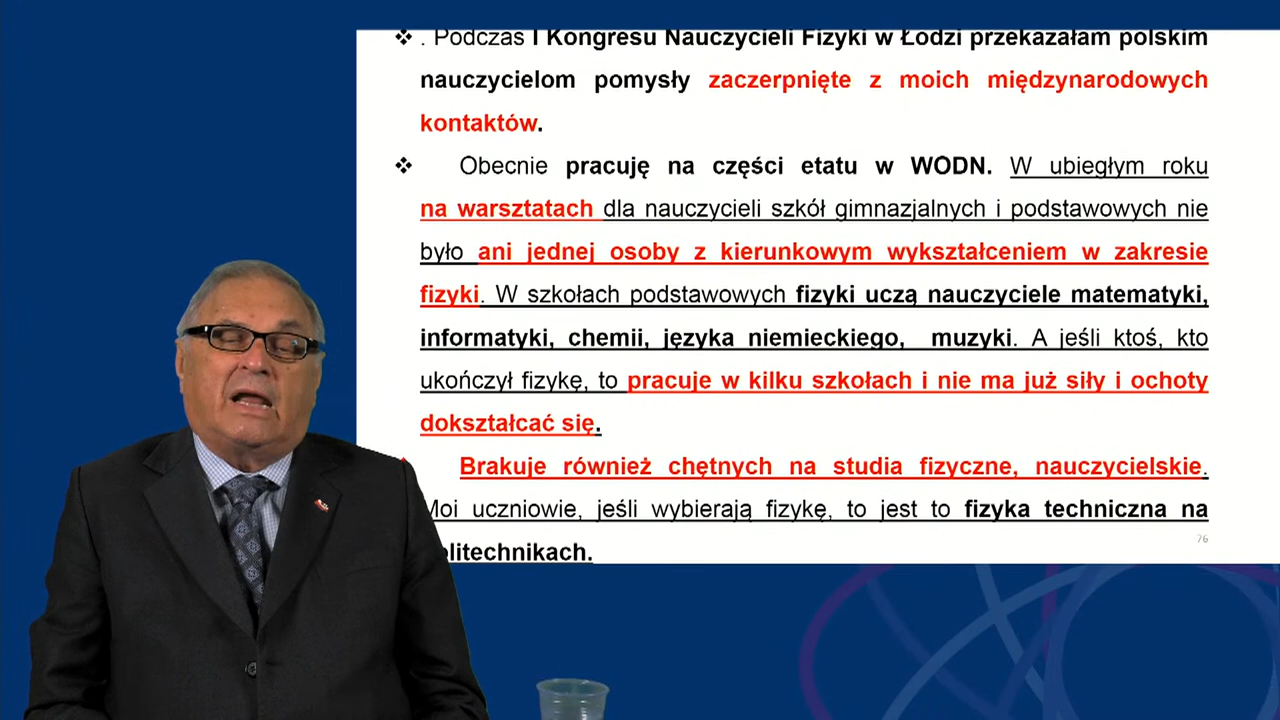 . Podczas I Kongresu Nauczycieli Fizyki w Łodzi przekazałam polskim
nauczycielom pomysły zaczerpnięte z moich międzynarodowych
kontaktów.
Obecnie pracuję na części etatu w WODN. W ubiegłym roku
na warsztatach dla nauczycieli szkół gimnazjalnych i podstawowych nie
było ani jednej osoby z kierunkowym wykształceniem w zakresie
fizyki. W szkołach podstawowych fizyki uczą nauczyciele matematyki,
informatyki, chemii, języka niemieckiego, muzyki. A jeśli ktoś, kto
ukończył fizykę, to pracuje w kilku szkołach i nie ma już siły i ochoty
dokształcać się.
Brakuje również chętnych na studia fizyczne, nauczycielskie.
Moi uczniowie, jeśli wybierają fizykę, to jest to fizyka techniczna na
olitechnikach.
76